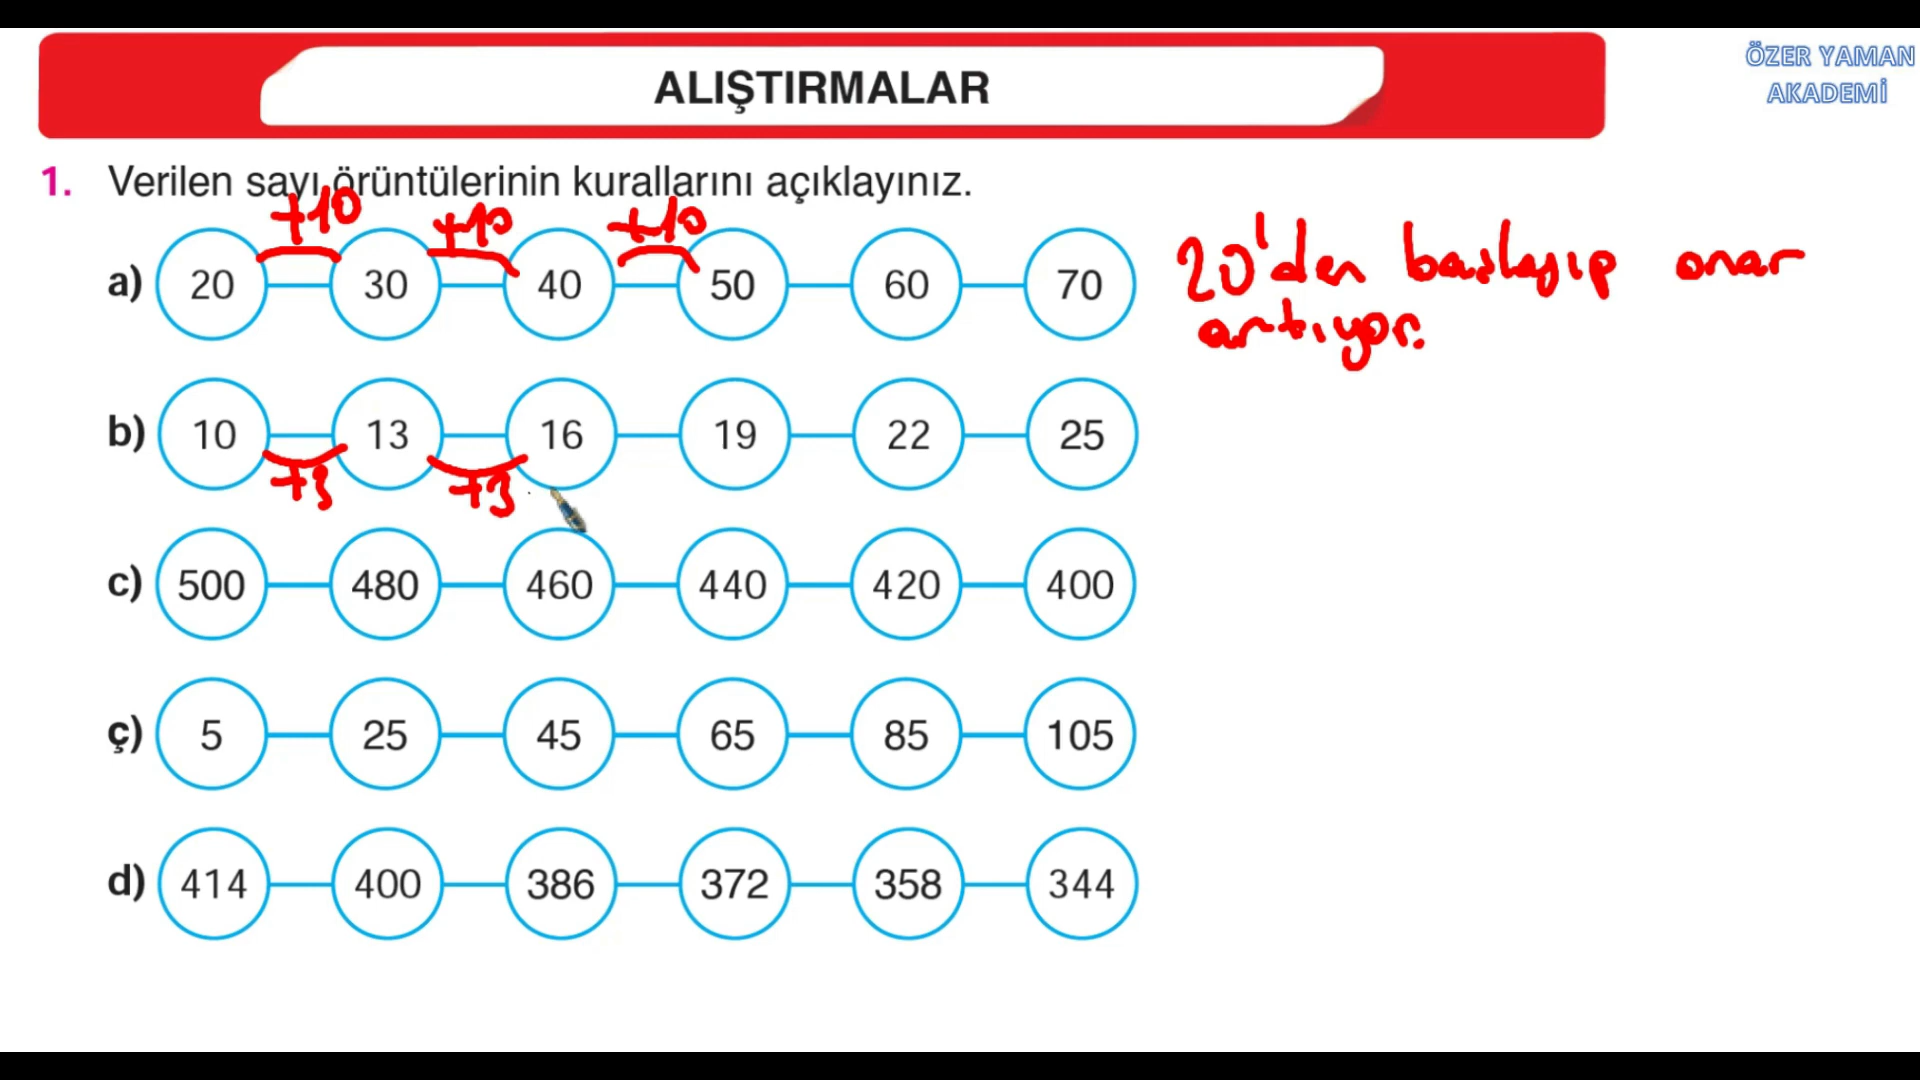 ALIŞTIRMALAR
ÖZER YAMAN
AKADEMİ
1. Verilen sayı örüntülerinin kurallarını açıklayınız.
+10 +10 +10
a) 20 30 40 50 60 70
20'den başlayıp onar
artıyor.
b) 10 13 16 19 22 25
+3 +3
c) 500 480 460 440 420 400
ç) 5 25 45 65 85 105
d) 414 400 386 372 358 344